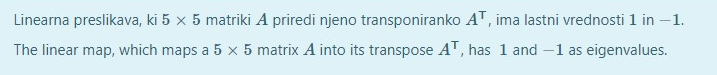 Linearna preslikava, ki 5 × 5 matriki A priredi njeno transponiranko Aᵀ, ima lastni vrednosti 1 in −1.
The linear map, which maps a 5 × 5 matrix A into its transpose Aᵀ, has 1 and −1 as eigenvalues.